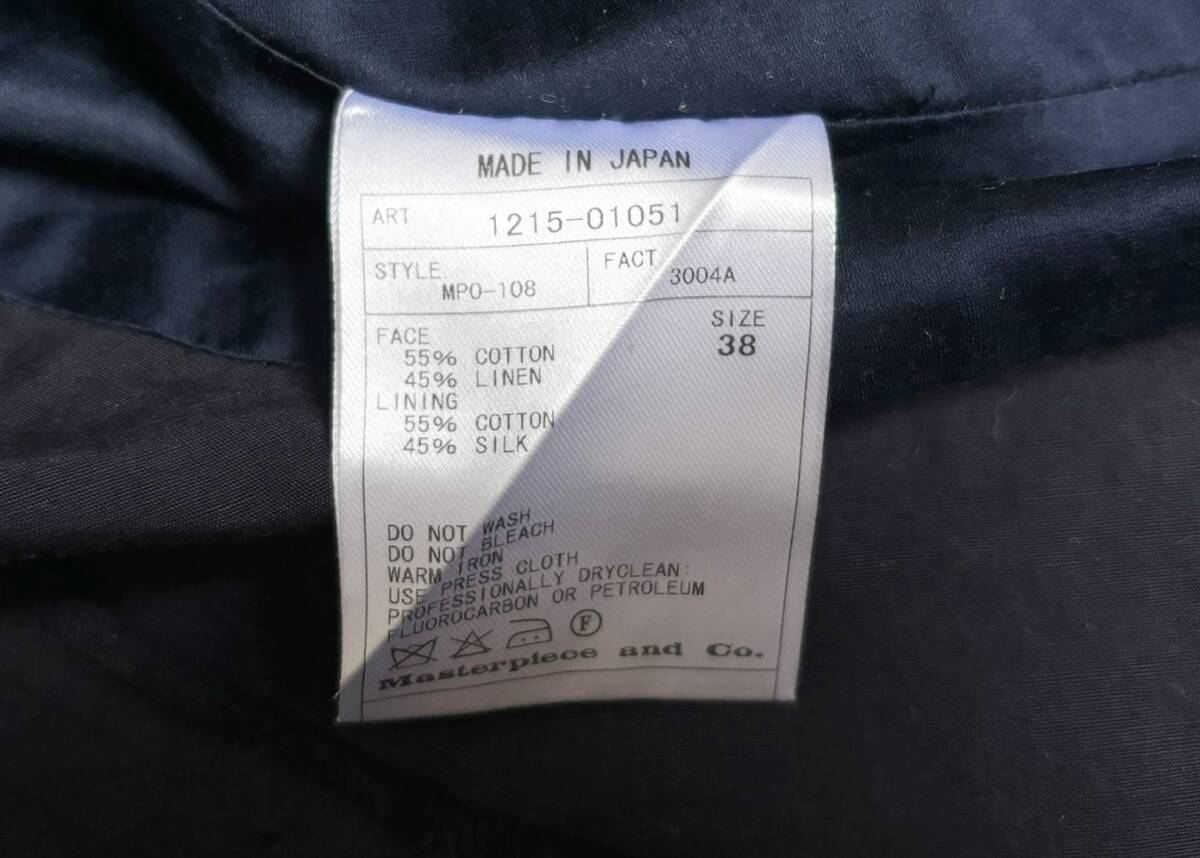 MADE IN JAPAN
ART 1215-01051
STYLE MPO-108 FACT 3004A
SIZE
38
FACE
55% COTTON
45% LINEN
LINING
55% COTTON
45% SILK
DO NOT WASH
DO NOT BLEACH
WARM IRON
USE PRESS CLOTH
PROFESSIONALLY DRYCLEAN:
FLUOROCARBON OR PETROLEUM
F
Masterpiece and Co.